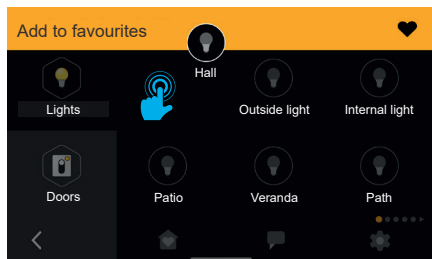 Add to favourites
Hall
Lights
Outside light
Internal light
Doors
Patio
Veranda
Path